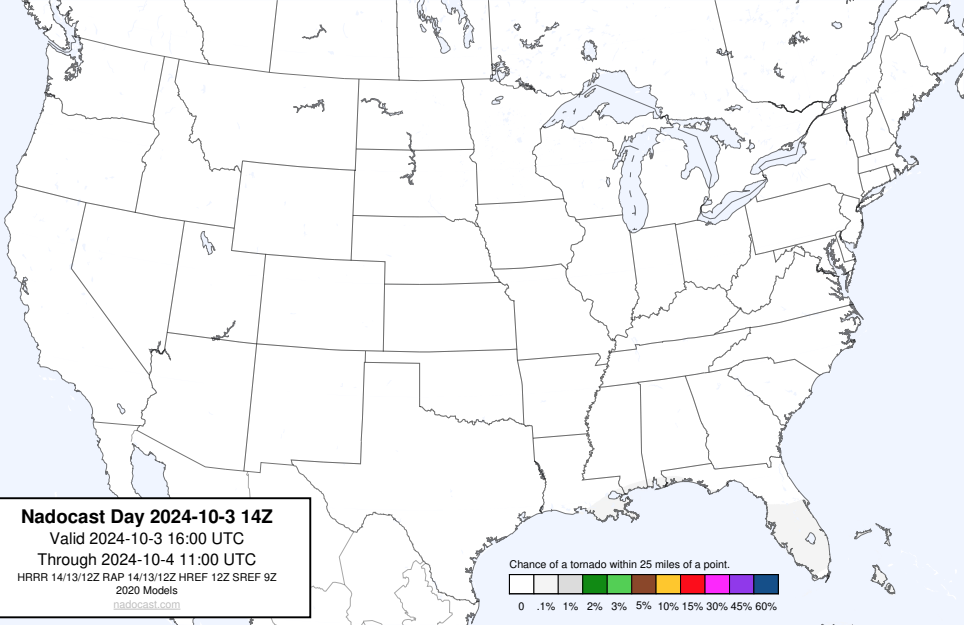 Nadocast Day 2024-10-3 14Z
Valid 2024-10-3 16:00 UTC
Through 2024-10-4 11:00 UTC
HRRR 14/13/12Z RAP 14/13/12Z HREF 12Z SREF 9Z
2020 Models
nadocast.com
Chance of a tornado within 25 miles of a point.
0 .1% 1% 2% 3% 5% 10% 15% 30% 45% 60%